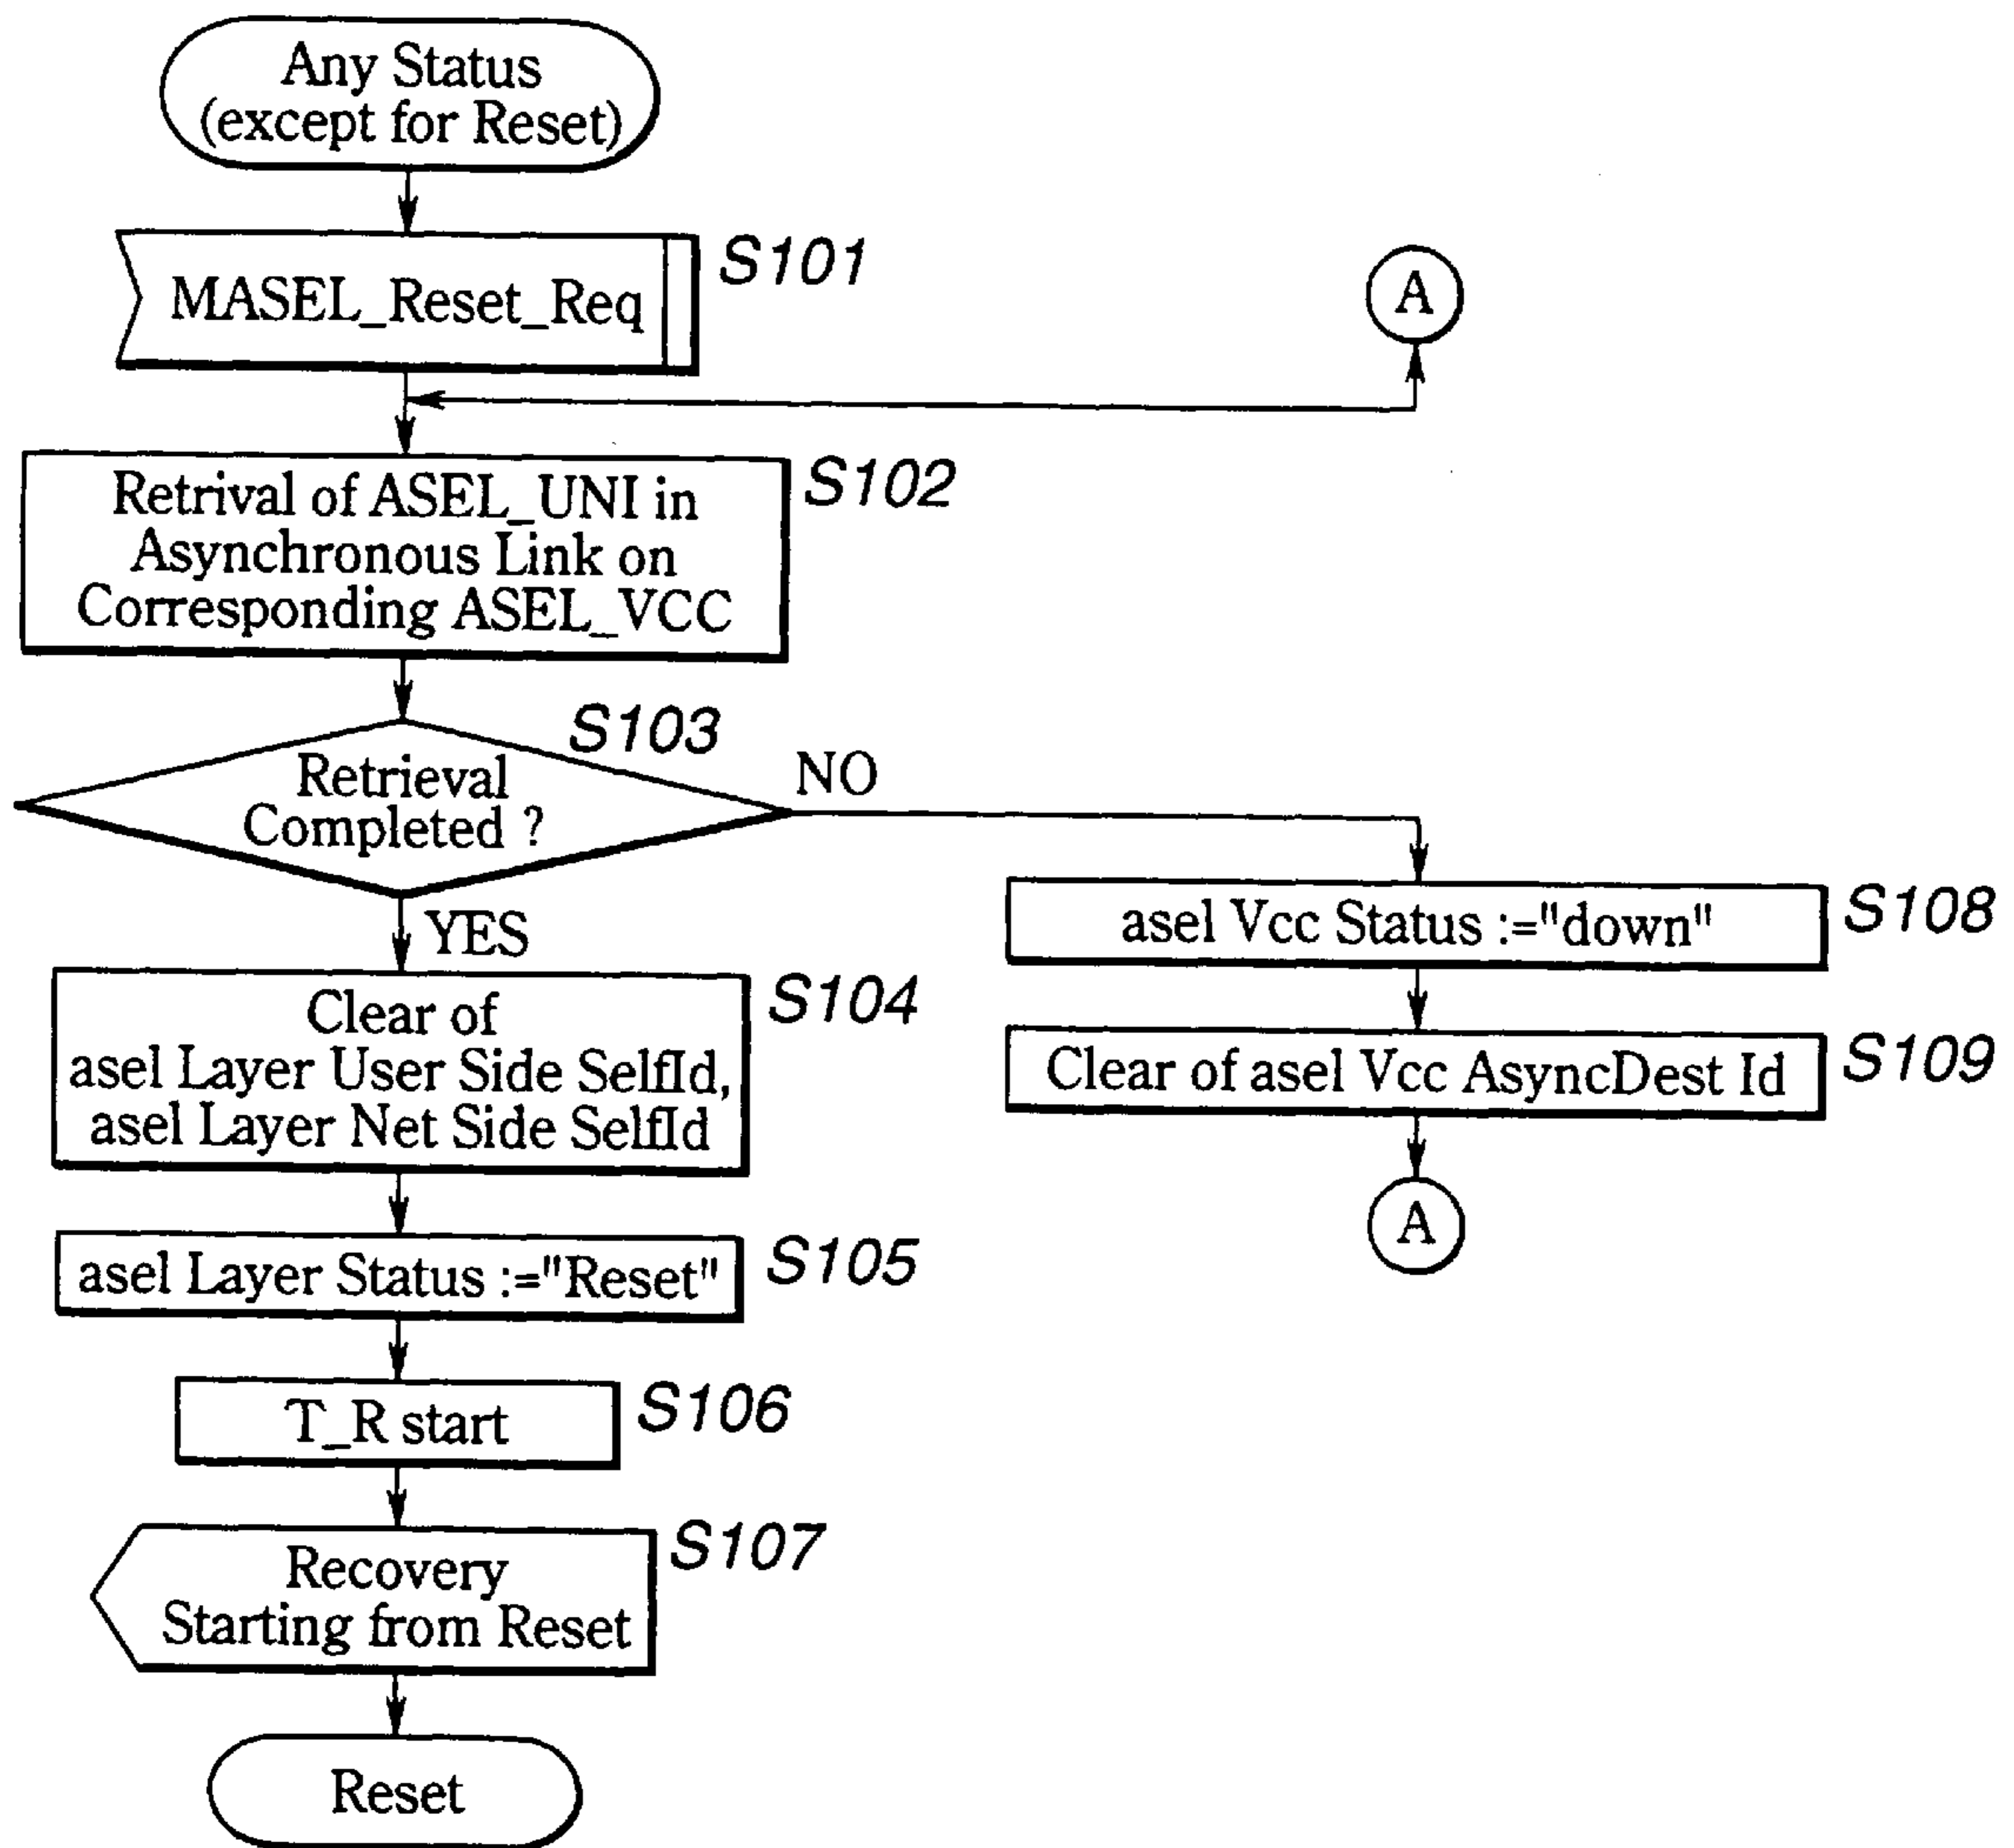 Any Status
(except for Reset)
MASEL_Reset_Req
S101
A
Retrival of ASEL_UNI in
Asynchronous Link on
Corresponding ASEL_VCC
S102
S103
Retrieval
Completed ?
NO
YES
Clear of
asel Layer User Side SelfId,
asel Layer Net Side SelfId
S104
asel Layer Status :="Reset"
S105
T_R start
S106
Recovery
Starting from Reset
S107
Reset
asel Vcc Status :="down"
S108
Clear of asel Vcc AsyncDest Id
S109
A